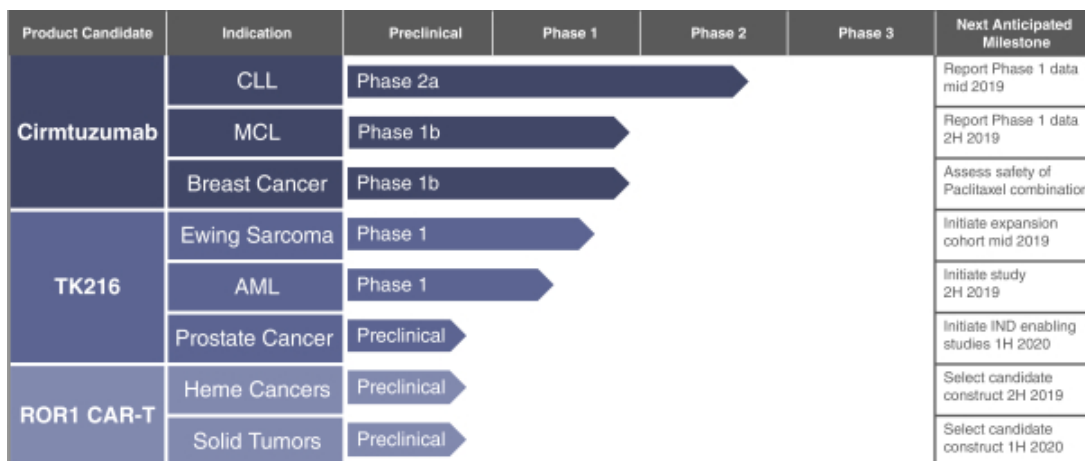 Product Candidate Indication Preclinical Phase 1 Phase 2 Phase 3 Next Anticipated
Milestone
Cirmtuzumab
CLL Phase 2a Report Phase 1 data
mid 2019
MCL Phase 1b Report Phase 1 data
2H 2019
Breast Cancer Phase 1b Assess safety of
Paclitaxel combination
TK216
Ewing Sarcoma Phase 1 Initiate expansion
cohort mid 2019
AML Phase 1 Initiate study
2H 2019
Prostate Cancer Preclinical Initiate IND enabling
studies 1H 2020
ROR1 CAR-T
Heme Cancers Preclinical Select candidate
construct 2H 2019
Solid Tumors Preclinical Select candidate
construct 1H 2020